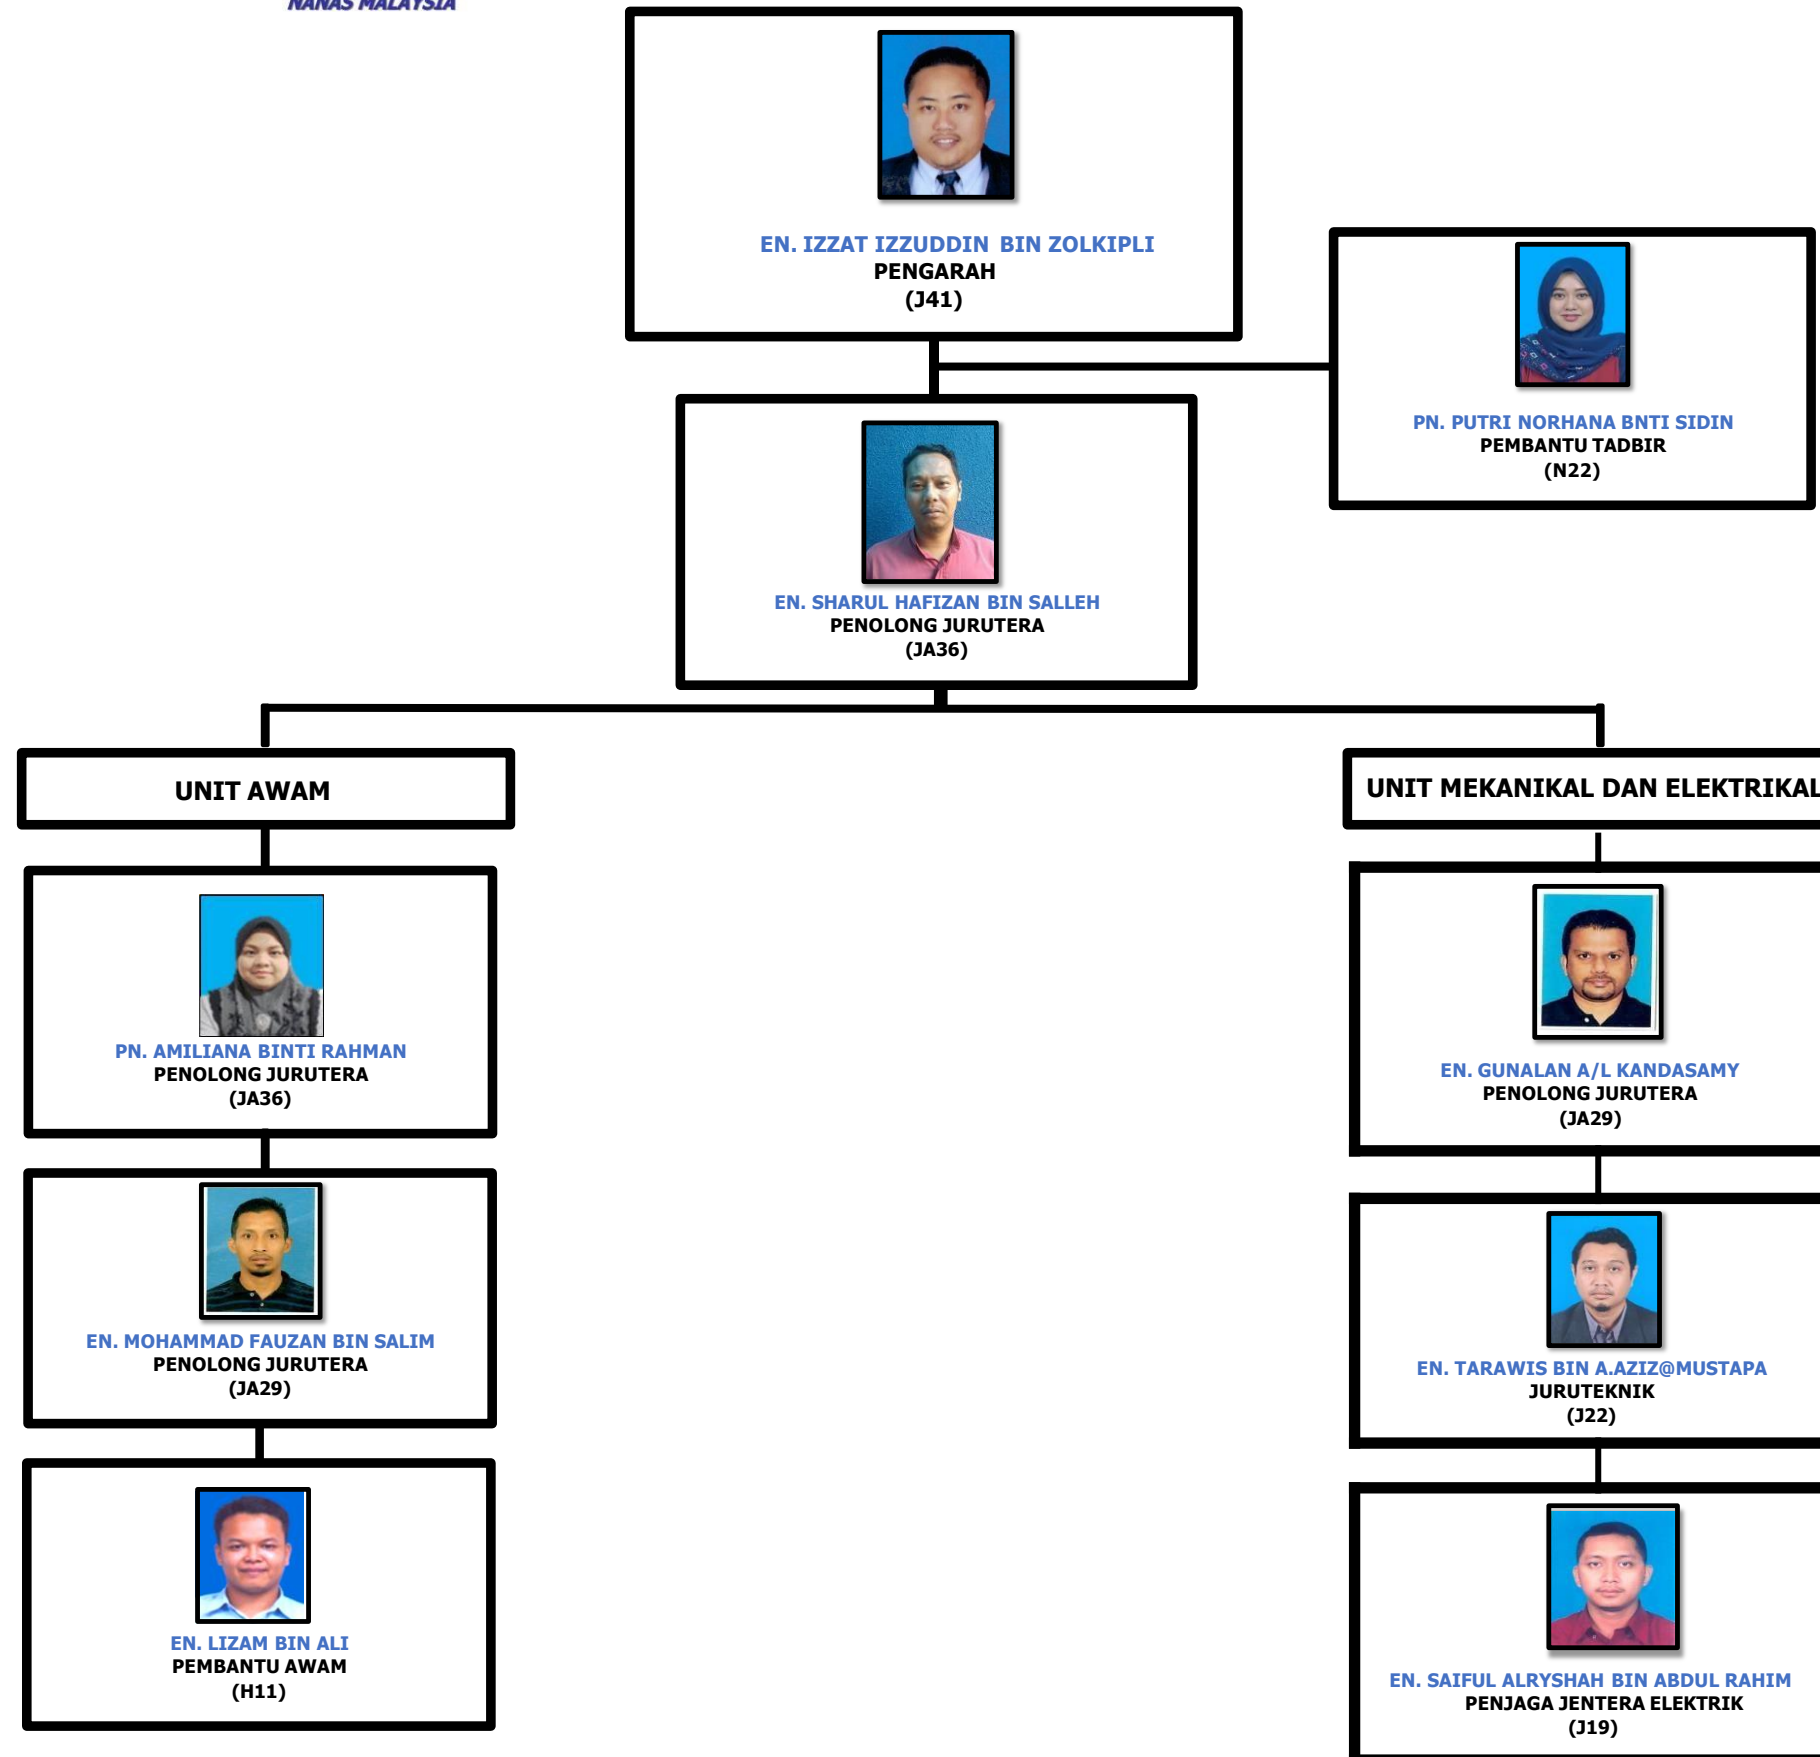 NANAS MALAYSIA
EN. IZZAT IZZUDDIN BIN ZOLKIPLI
PENGARAH
(J41)
PN. PUTRI NORHANA BNTI SIDIN
PEMBANTU TADBIR
(N22)
EN. SHARUL HAFIZAN BIN SALLEH
PENOLONG JURUTERA
(JA36)
UNIT AWAM
PN. AMILIANA BINTI RAHMAN
PENOLONG JURUTERA
(JA36)
EN. MOHAMMAD FAUZAN BIN SALIM
PENOLONG JURUTERA
(JA29)
EN. LIZAM BIN ALI
PEMBANTU AWAM
(H11)
UNIT MEKANIKAL DAN ELEKTRIKAL
EN. GUNALAN A/L KANDASAMY
PENOLONG JURUTERA
(JA29)
EN. TARAWIS BIN A.AZIZ@MUSTAPA
JURUTEKNIK
(J22)
EN. SAIFUL ALRYSHAH BIN ABDUL RAHIM
PENJAGA JENTERA ELEKTRIK
(J19)